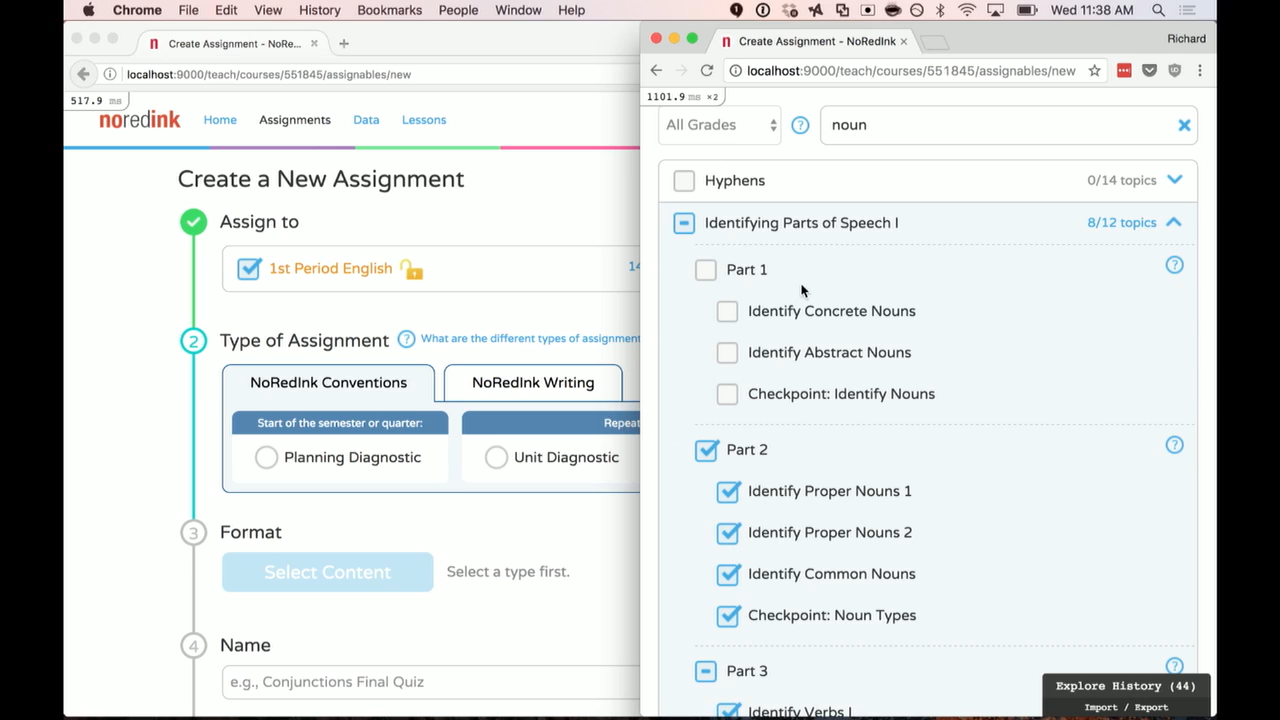 Chrome File Edit View History Bookmarks People Window Help Wed 11:38 AM
Create Assignment - NoRe...
localhost:9000/teach/courses/551845/assignables/new
517.9 ms
noredink Home Assignments Data Lessons
Create a New Assignment
Assign to
1st Period English 14
2 Type of Assignment ? What are the different types of assignment
NoRedInk Conventions NoRedInk Writing
Start of the semester or quarter: Repeat
Planning Diagnostic Unit Diagnostic
3 Format
Select Content Select a type first.
4 Name
e.g., Conjunctions Final Quiz
Create Assignment - NoRedInk Richard
localhost:9000/teach/courses/551845/assignables/new
1101.9 ms ×2
All Grades ? noun
Hyphens 0/14 topics
Identifying Parts of Speech I 8/12 topics
Part 1 ?
Identify Concrete Nouns
Identify Abstract Nouns
Checkpoint: Identify Nouns
Part 2 ?
Identify Proper Nouns 1
Identify Proper Nouns 2
Identify Common Nouns
Checkpoint: Noun Types
Part 3 ?
Identify Verbs I
Explore History (44)
Import / Export